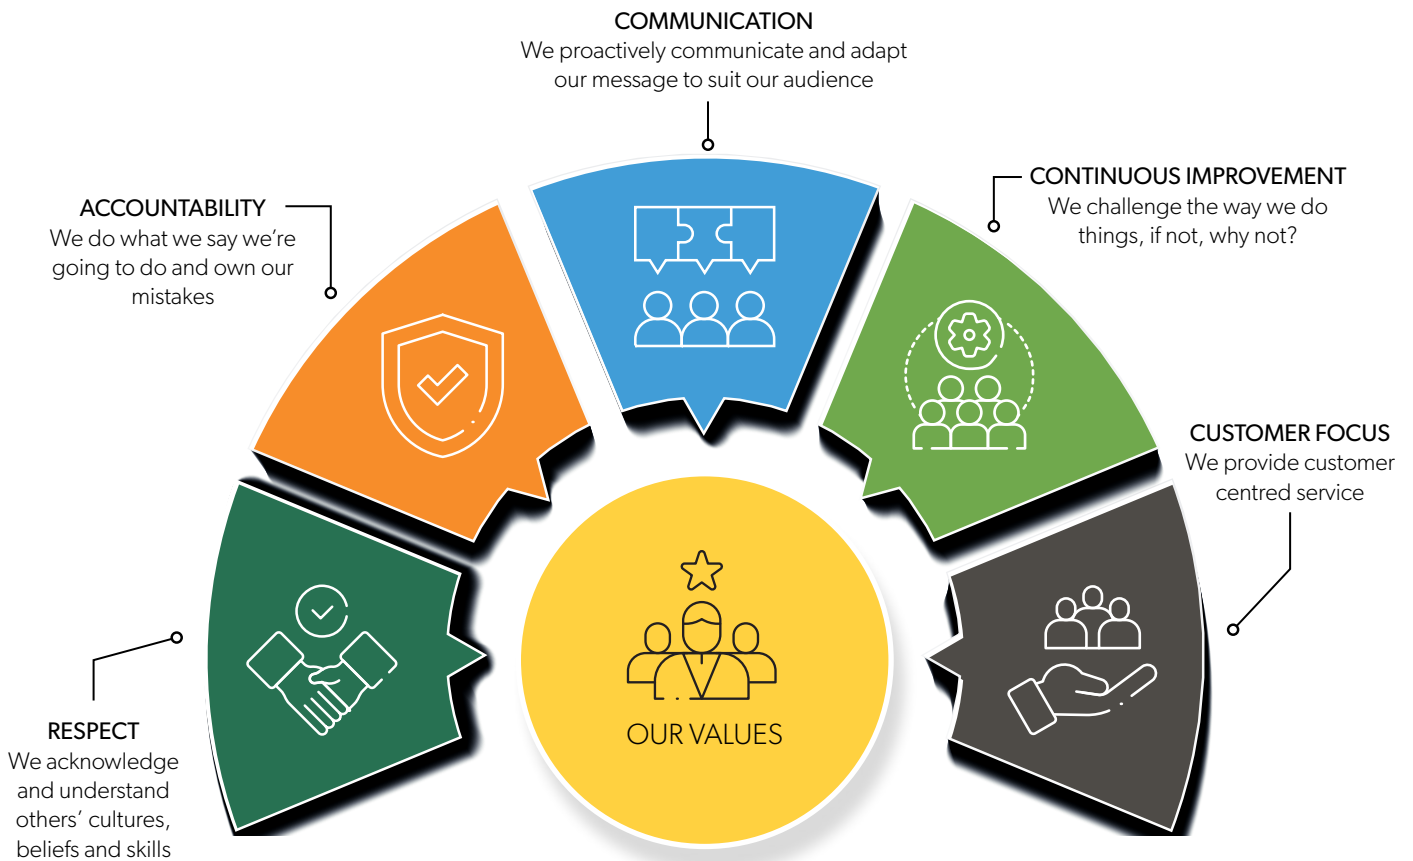 COMMUNICATION
We proactively communicate and adapt
our message to suit our audience
ACCOUNTABILITY
We do what we say we’re
going to do and own our
mistakes
CONTINUOUS IMPROVEMENT
We challenge the way we do
things, if not, why not?
CUSTOMER FOCUS
We provide customer
centred service
RESPECT
We acknowledge
and understand
others’ cultures,
beliefs and skills
OUR VALUES